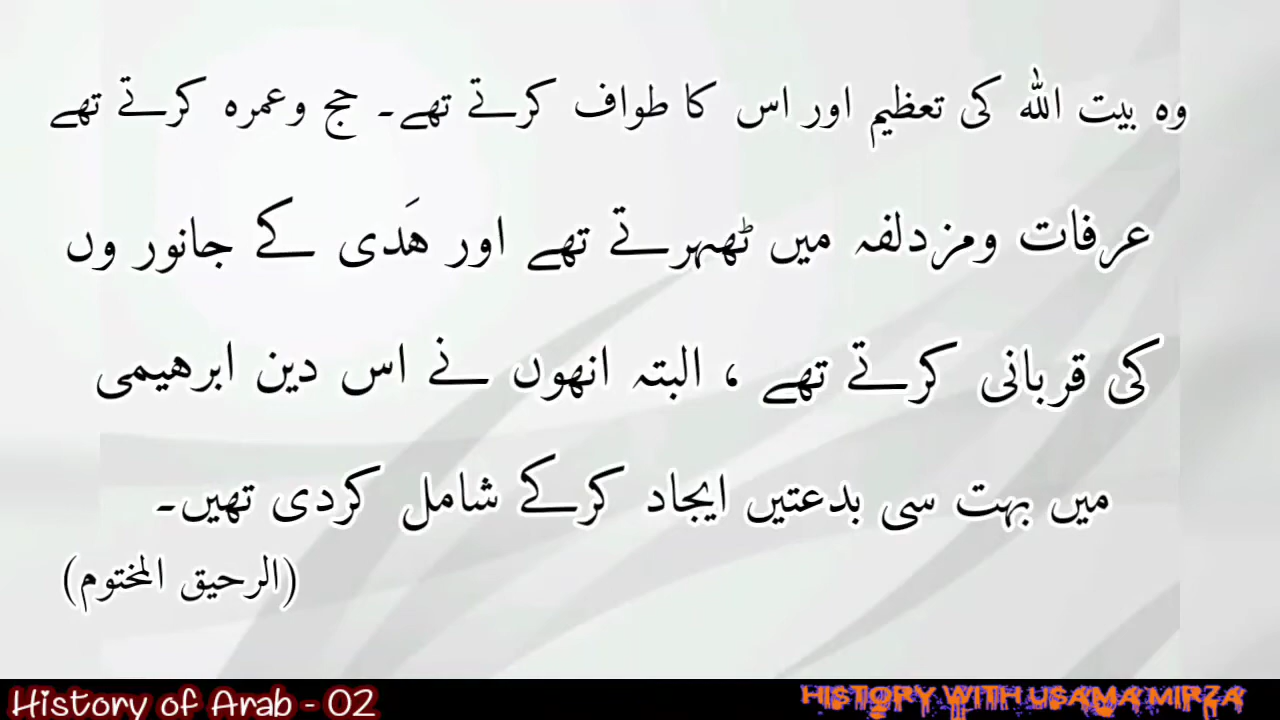 وہ بیت اللہ کی تعظیم اور اس کا طواف کرتے تھے۔ حج وعمرہ کرتے تھے
عرفات ومزدلفہ میں ٹھہرتے تھے اور ھَدی کے جانور وں
کی قربانی کرتے تھے ، البتہ انھوں نے اس دین ابرھیمی
میں بہت سی بدعتیں ایجاد کرکے شامل کردی تھیں۔
(الرحیق المختوم)
History of Arab - 02
HISTORY WITH USAMA MIRZA